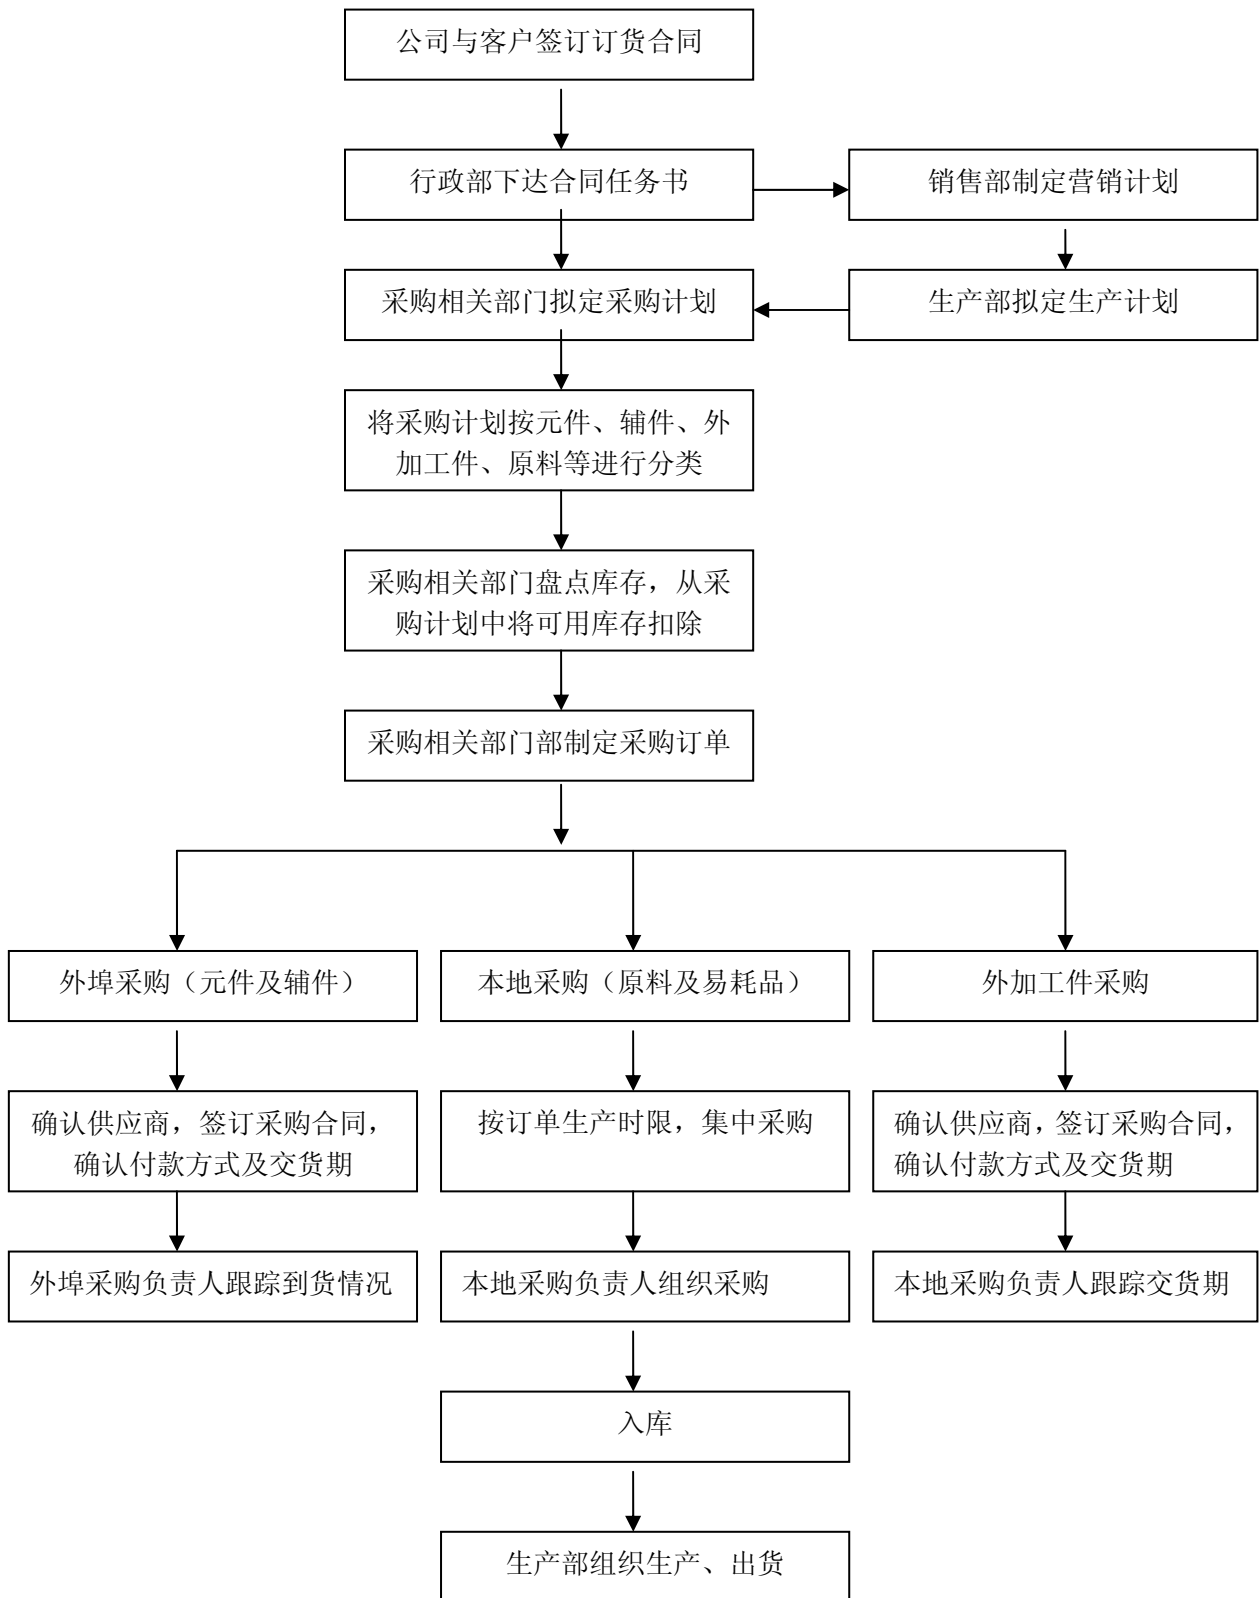 公司与客户签订订货合同
行政部下达合同任务书
销售部制定营销计划
采购相关部门拟定采购计划
生产部拟定生产计划
将采购计划按元件、辅件、外
加工件、原料等进行分类
采购相关部门盘点库存，从采
购计划中将可用库存扣除
采购相关部门部制定采购订单
外埠采购（元件及辅件）
本地采购（原料及易耗品）
外加工件采购
确认供应商，签订采购合同，
确认付款方式及交货期
按订单生产时限，集中采购
确认供应商，签订采购合同，
确认付款方式及交货期
外埠采购负责人跟踪到货情况
本地采购负责人组织采购
本地采购负责人跟踪交货期
入库
生产部组织生产、出货